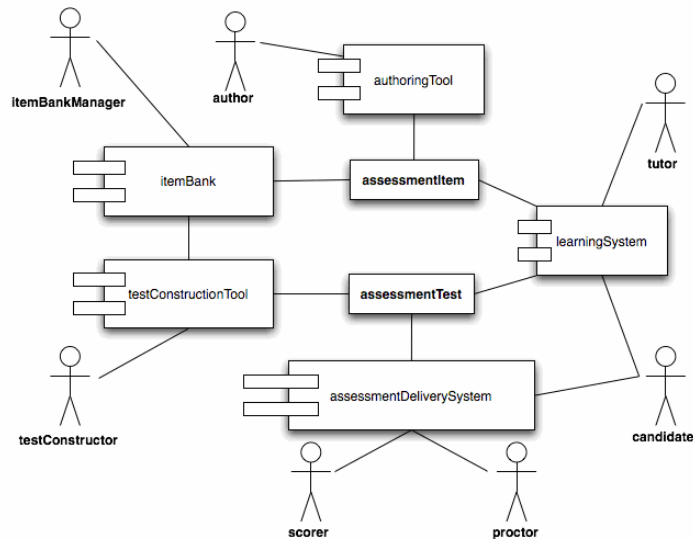 itemBankManager
author
authoringTool
tutor
itemBank
assessmentItem
learningSystem
testConstructionTool
assessmentTest
testConstructor
assessmentDeliverySystem
candidate
scorer
proctor